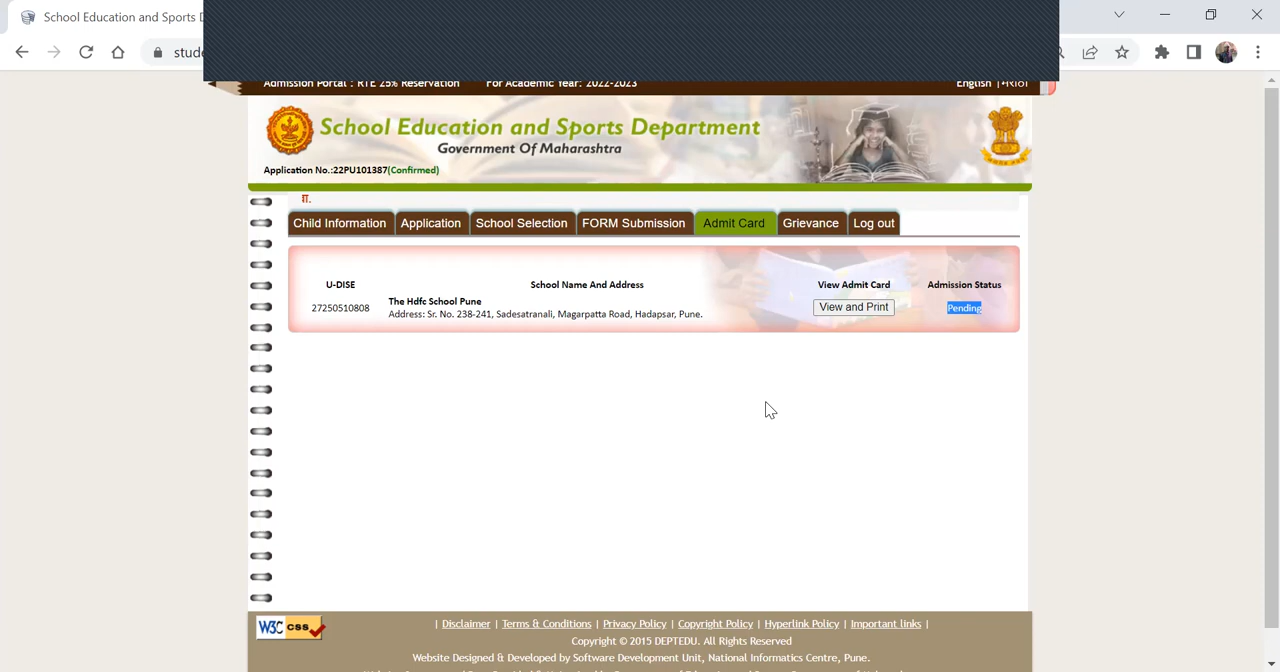 School Education and Sports D
stude
Admission Portal : RTE 25% Reservation For Academic Year: 2022-2023 English | मराठी
School Education and Sports Department
Government Of Maharashtra
Application No.:22PU101387(Confirmed)
Child Information Application School Selection FORM Submission Admit Card Grievance Log out
U-DISE School Name And Address View Admit Card Admission Status
27250510808 The Hdfc School Pune View and Print Pending
Address: Sr. No. 238-241, Sadesatranali, Magarpatta Road, Hadapsar, Pune.
W3C css
| Disclaimer | Terms & Conditions | Privacy Policy | Copyright Policy | Hyperlink Policy | Important links |
Copyright © 2015 DEPTEDU. All Rights Reserved
Website Designed & Developed by Software Development Unit, National Informatics Centre, Pune.